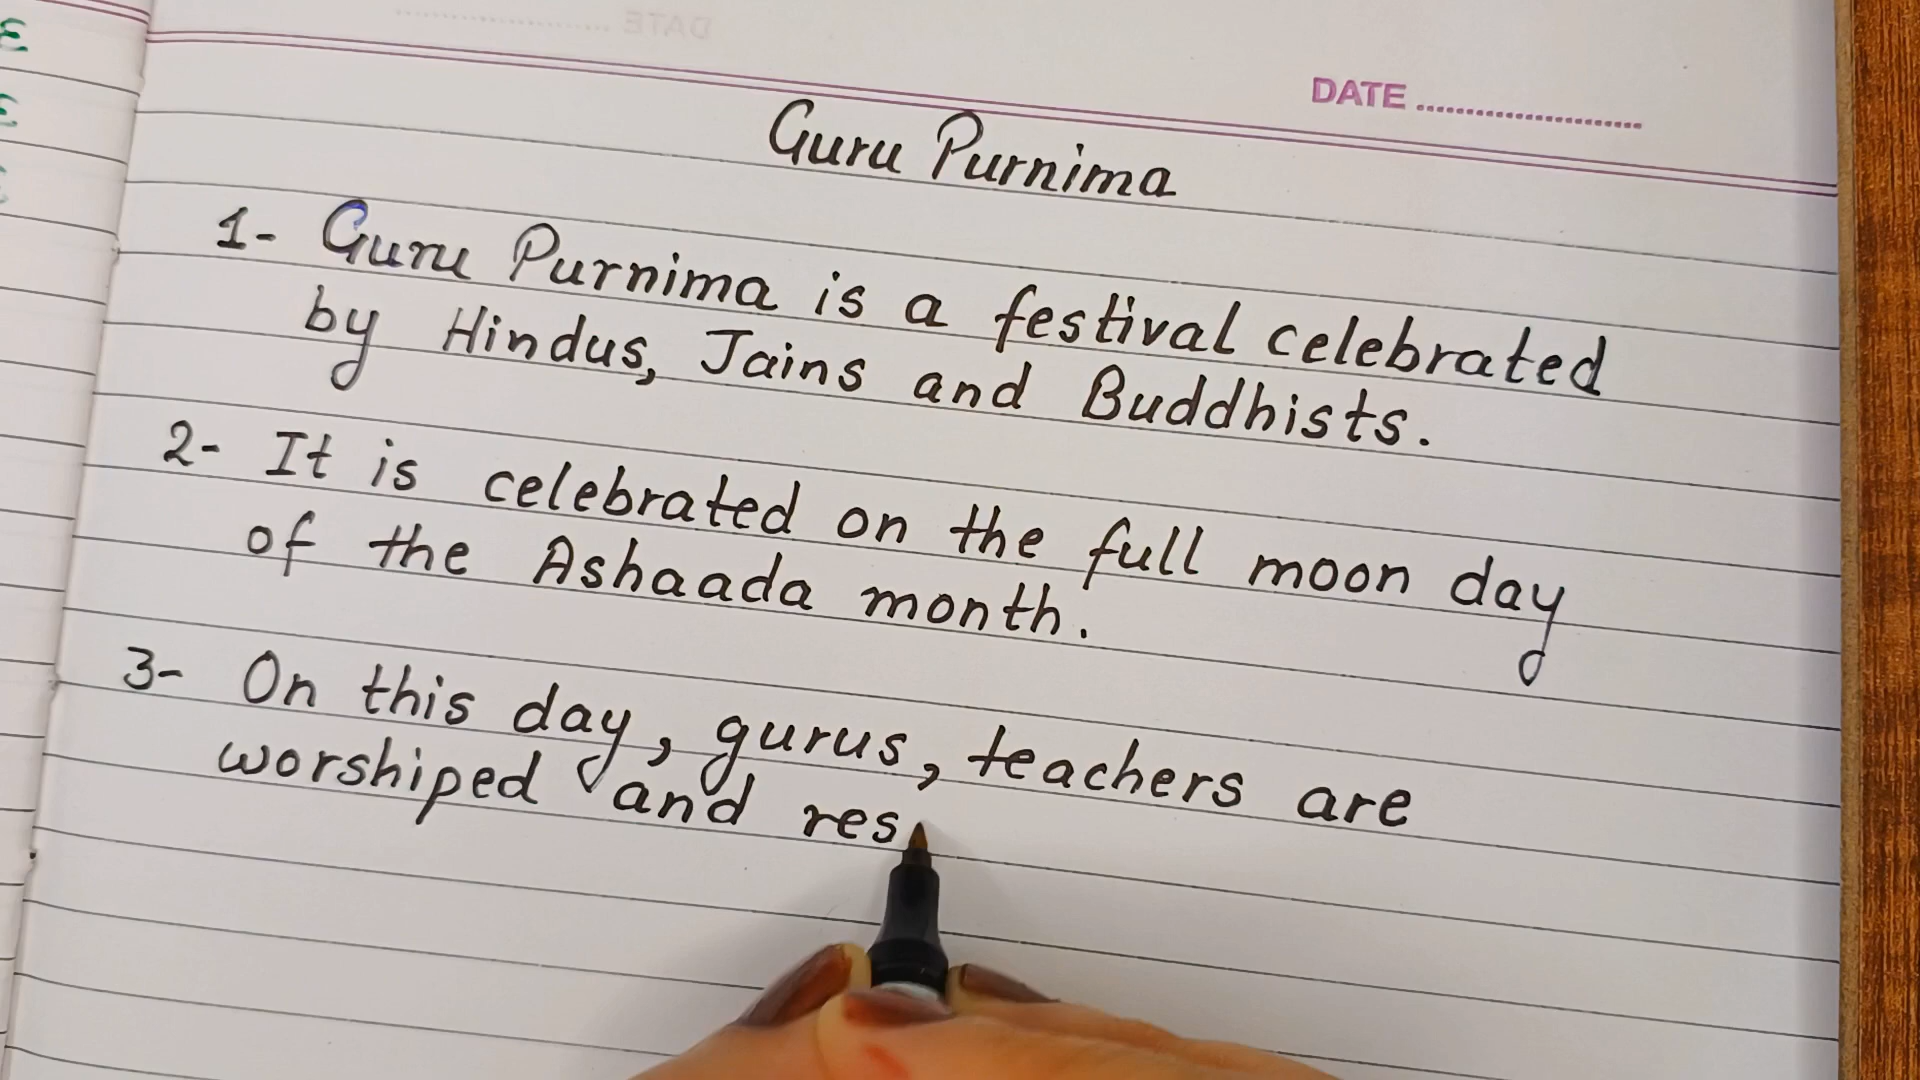 DATE
Guru Purnima
1- Guru Purnima is a festival celebrated
by Hindus, Jains and Buddhists.
2- It is celebrated on the full moon day
of the Ashaada month.
3- On this day, gurus, teachers are
worshiped and res